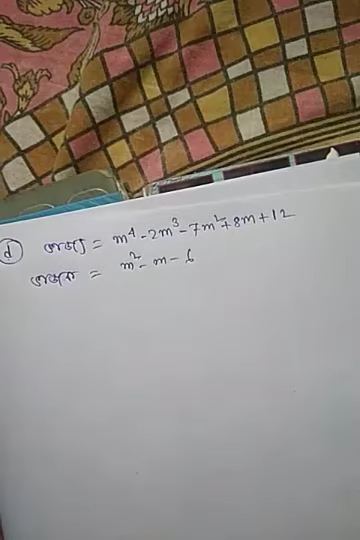 (d) ভাজ্য = m⁴-2m³-7m²+8m+12
ভাজক = m²-m-6